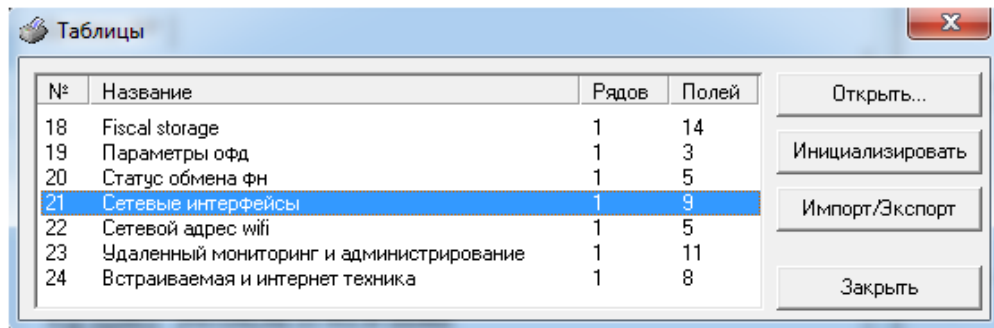 Таблицы
№ Название Рядов Полей
18 Fiscal storage 1 14
19 Параметры офд 1 3
20 Статус обмена фн 1 5
21 Сетевые интерфейсы 1 9
22 Сетевой адрес wifi 1 5
23 Удаленный мониторинг и администрирование 1 11
24 Встраиваемая и интернет техника 1 8
Открыть...
Инициализировать
Импорт/Экспорт
Закрыть